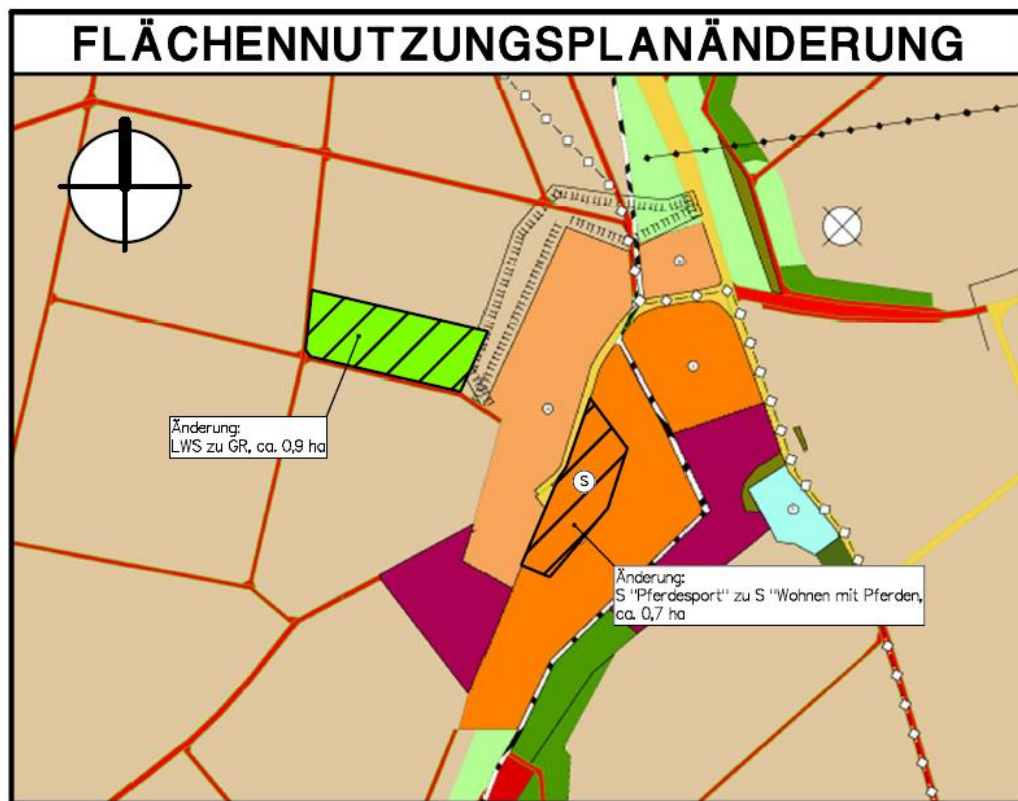 FLÄCHENNUTZUNGSPLANÄNDERUNG
Änderung:
LWS zu GR, ca. 0,9 ha
S
Änderung:
S "Pferdesport" zu S "Wohnen mit Pferden,
ca. 0,7 ha